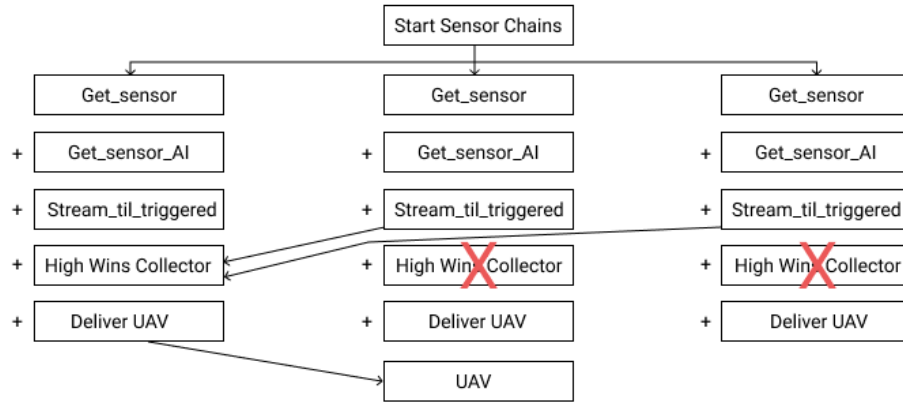 Start Sensor Chains
Get_sensor Get_sensor Get_sensor
+ Get_sensor_AI + Get_sensor_AI + Get_sensor_AI
+ Stream_til_triggered + Stream_til_triggered + Stream_til_triggered
+ High Wins Collector + High Wins Collector + High Wins Collector
+ Deliver UAV + Deliver UAV + Deliver UAV
UAV